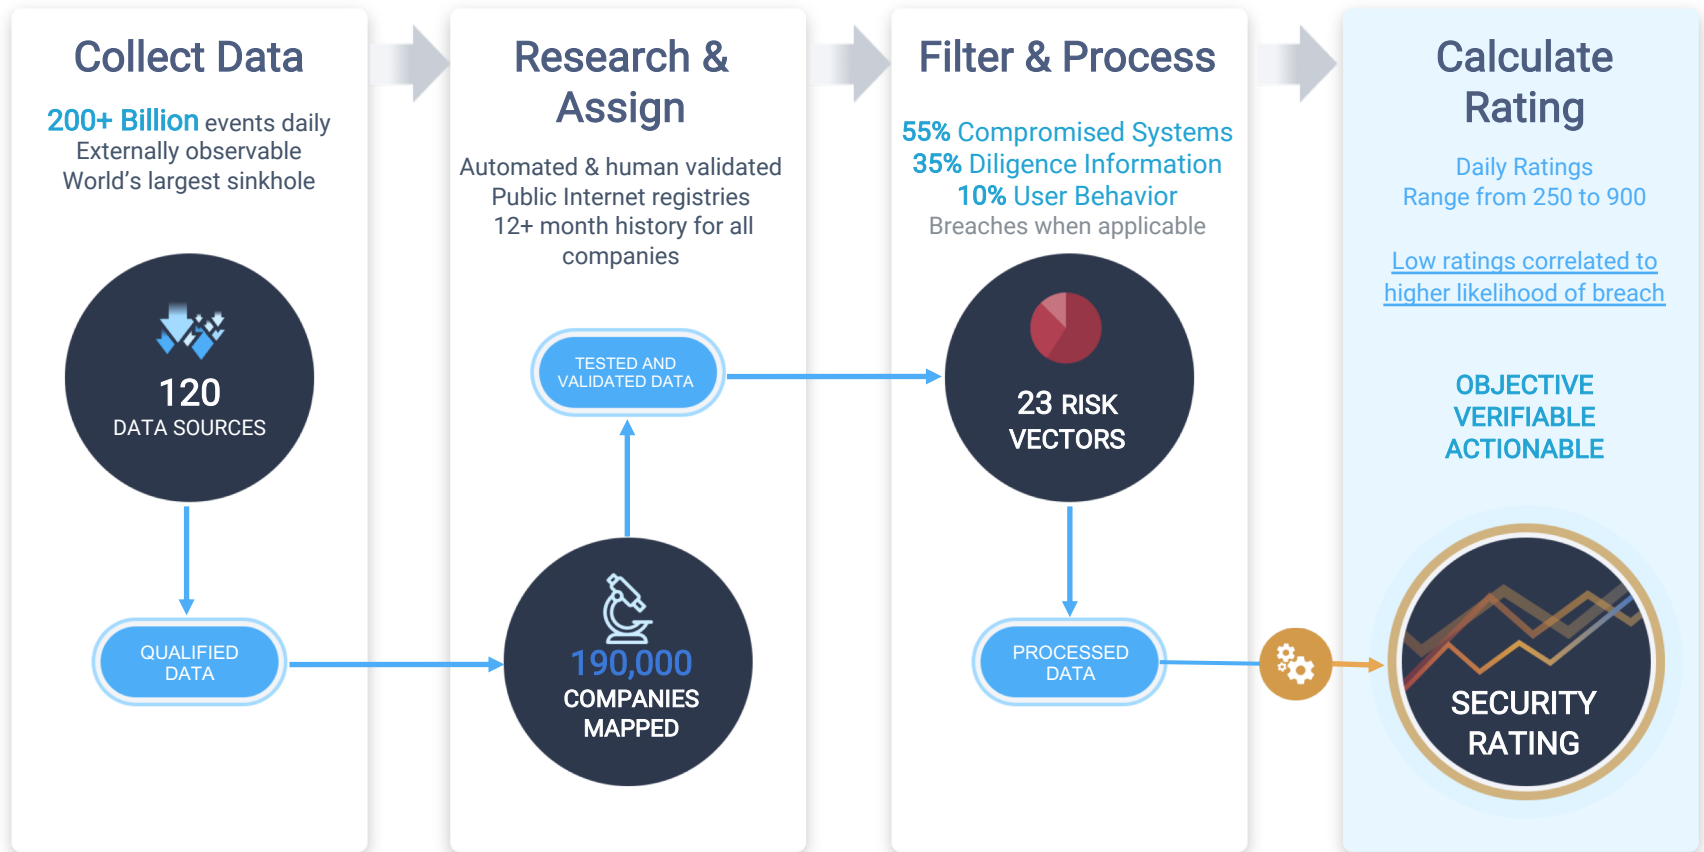 Collect Data
200+ Billion events daily
Externally observable
World's largest sinkhole
120
DATA SOURCES
QUALIFIED
DATA
Research &
Assign
Automated & human validated
Public Internet registries
12+ month history for all
companies
TESTED AND
VALIDATED DATA
190,000
COMPANIES
MAPPED
Filter & Process
55% Compromised Systems
35% Diligence Information
10% User Behavior
Breaches when applicable
23 RISK
VECTORS
PROCESSED
DATA
Calculate
Rating
Daily Ratings
Range from 250 to 900
Low ratings correlated to
higher likelihood of breach
OBJECTIVE
VERIFIABLE
ACTIONABLE
SECURITY
RATING